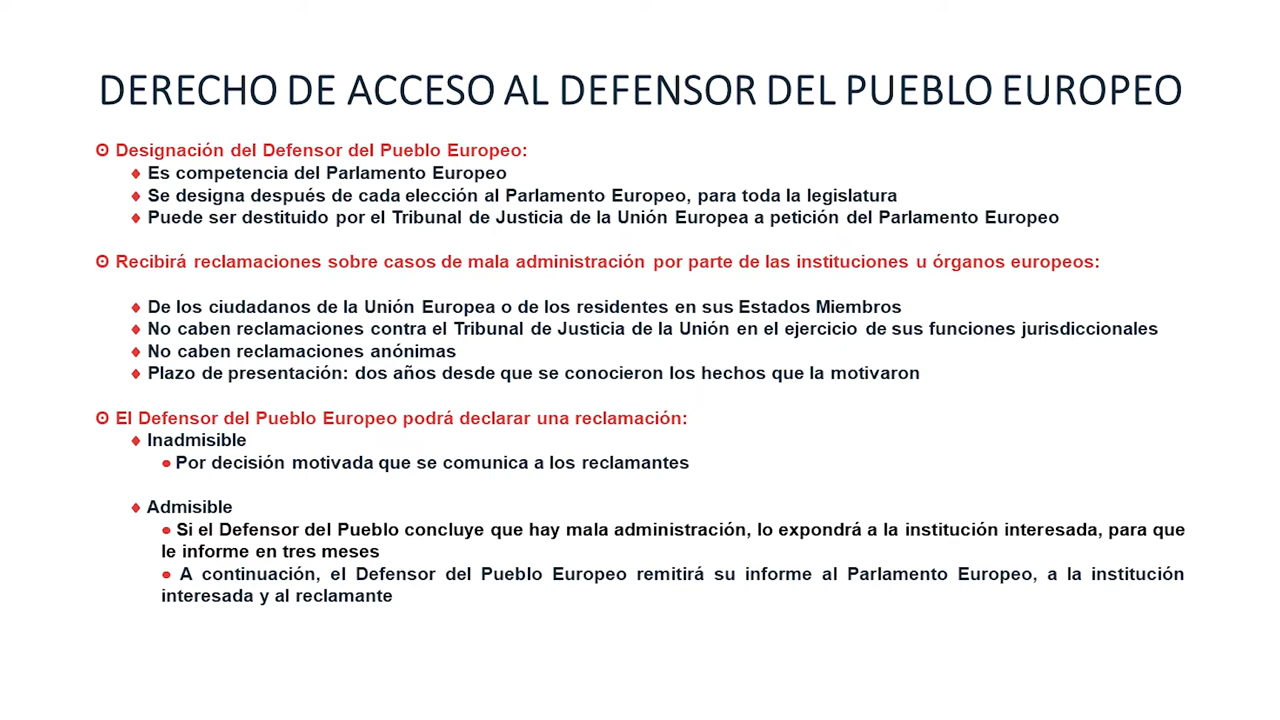 DERECHO DE ACCESO AL DEFENSOR DEL PUEBLO EUROPEO
Designación del Defensor del Pueblo Europeo:
Es competencia del Parlamento Europeo
Se designa después de cada elección al Parlamento Europeo, para toda la legislatura
Puede ser destituido por el Tribunal de Justicia de la Unión Europea a petición del Parlamento Europeo
Recibirá reclamaciones sobre casos de mala administración por parte de las instituciones u órganos europeos:
De los ciudadanos de la Unión Europea o de los residentes en sus Estados Miembros
No caben reclamaciones contra el Tribunal de Justicia de la Unión en el ejercicio de sus funciones jurisdiccionales
No caben reclamaciones anónimas
Plazo de presentación: dos años desde que se conocieron los hechos que la motivaron
El Defensor del Pueblo Europeo podrá declarar una reclamación:
Inadmisible
Por decisión motivada que se comunica a los reclamantes
Admisible
Si el Defensor del Pueblo concluye que hay mala administración, lo expondrá a la institución interesada, para que
le informe en tres meses
A continuación, el Defensor del Pueblo Europeo remitirá su informe al Parlamento Europeo, a la institución
interesada y al reclamante